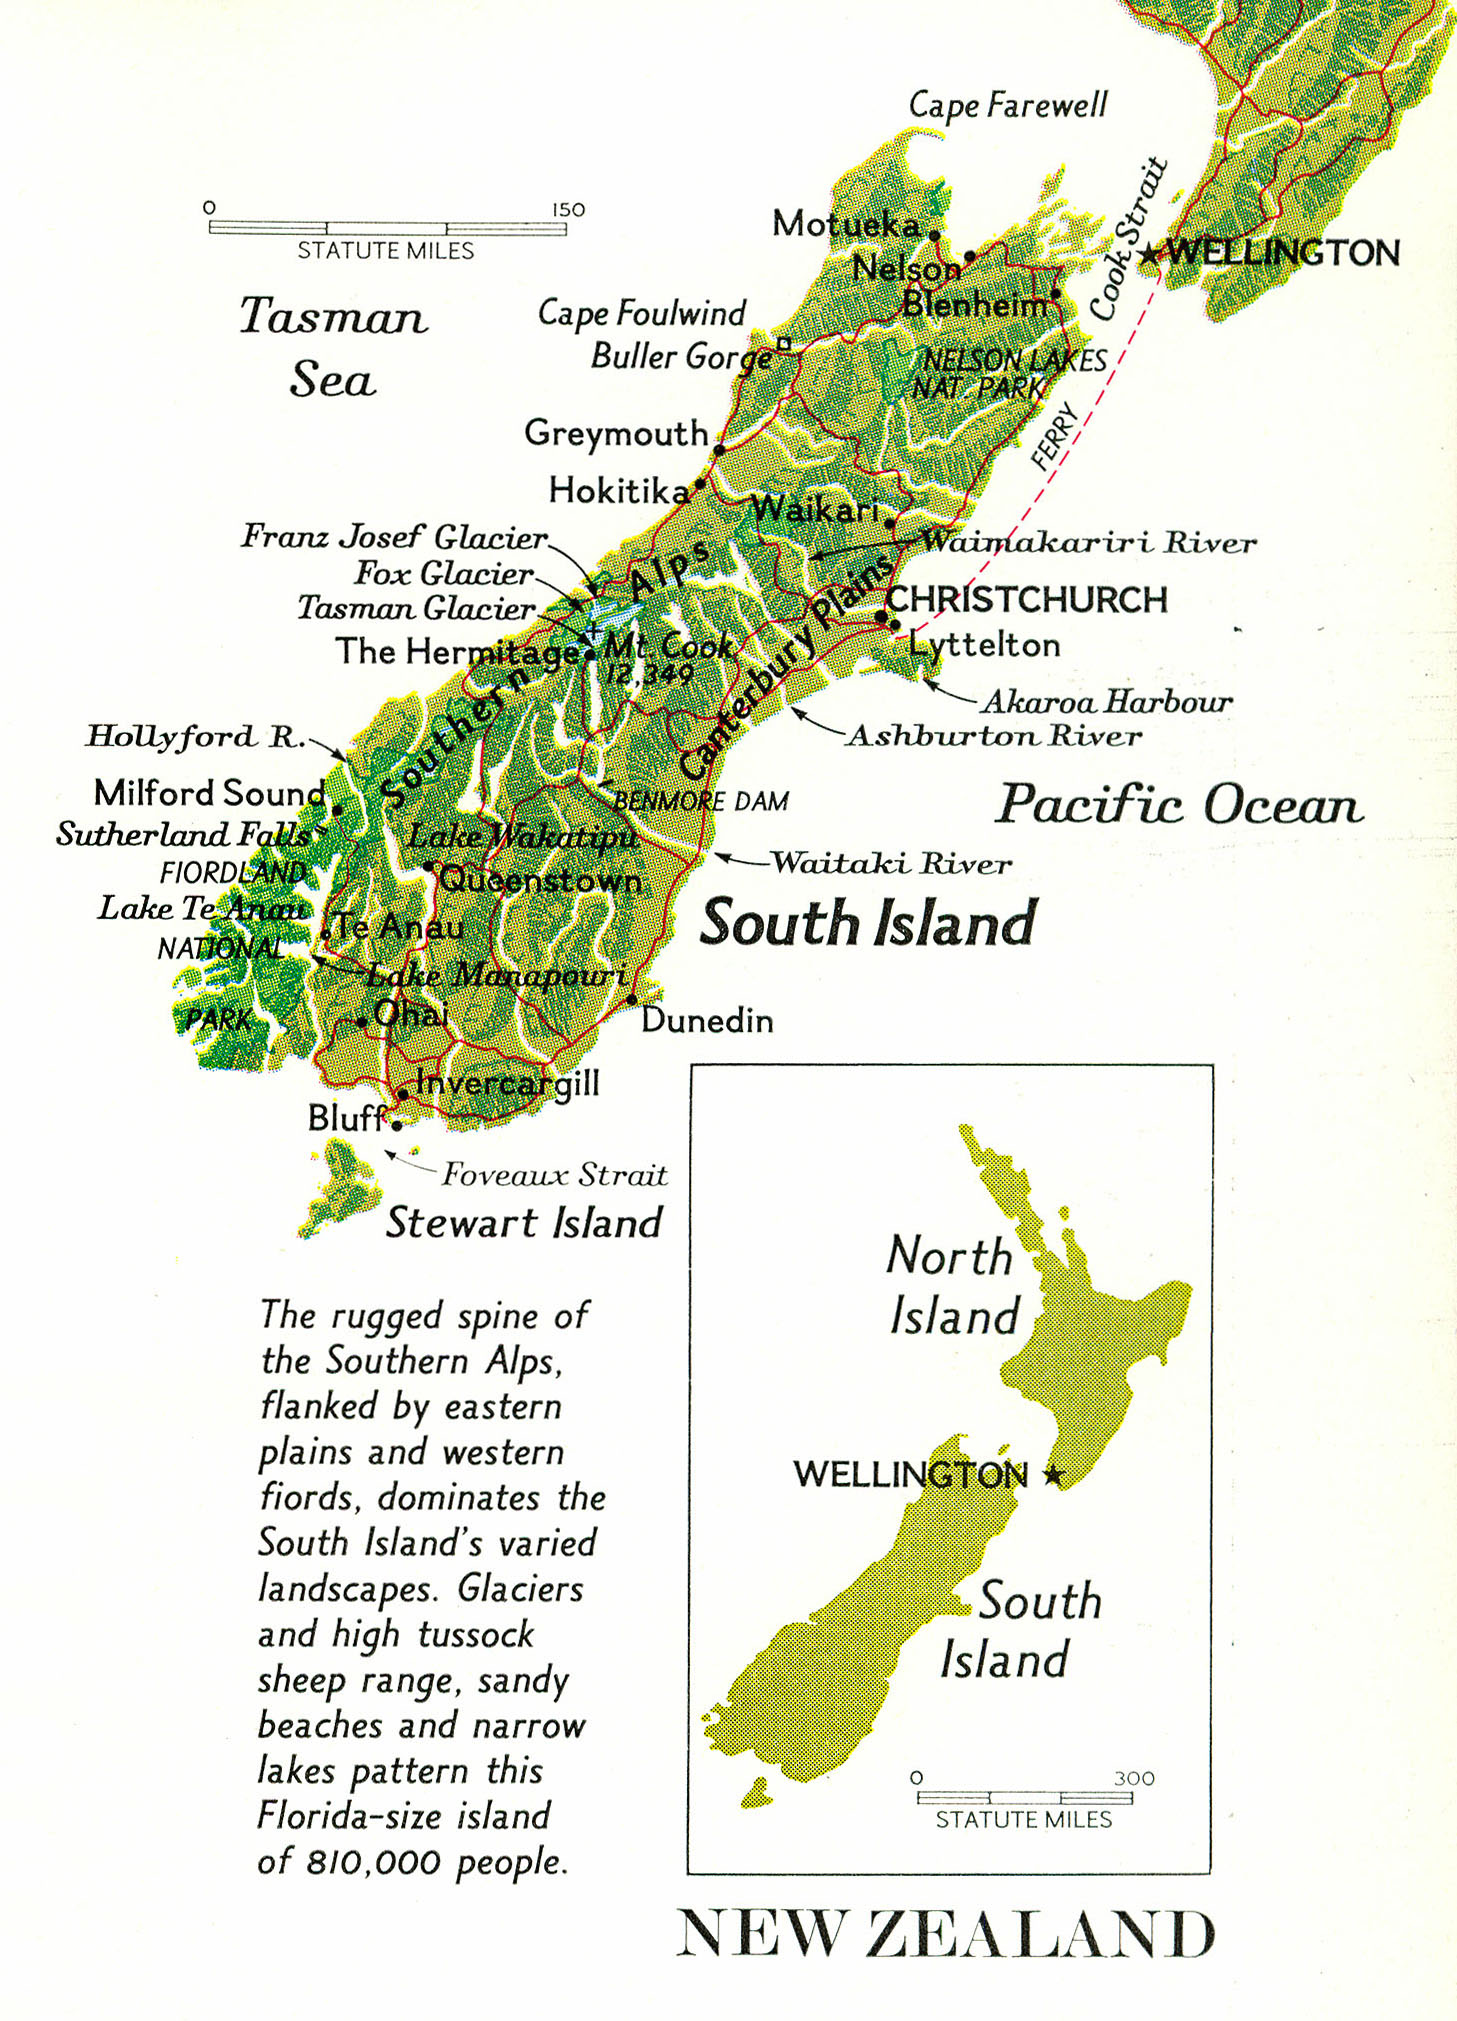 Cape Farewell
0 150
STATUTE MILES
Cook Strait
Motueka
WELLINGTON
Nelson
Tasman
Sea
Cape Foulwind
Blenheim
Buller Gorge
NELSON LAKES
NAT. PARK
FERRY
Greymouth
Hokitika
Waikari
Franz Josef Glacier
Waimakariri River
Fox Glacier
Southern Alps
Tasman Glacier
CHRISTCHURCH
Canterbury Plains
The Hermitage
Mt. Cook
12,349
Lyttelton
Akaroa Harbour
Hollyford R.
Ashburton River
Milford Sound
BENMORE DAM
Pacific Ocean
Sutherland Falls
Lake Wakatipu
FIORDLAND
Waitaki River
Queenstown
Lake Te Anau
South Island
Te Anau
NATIONAL
Lake Manapouri
PARK
Ohai
Dunedin
Invercargill
Bluff
Foveaux Strait
Stewart Island
The rugged spine of
the Southern Alps,
flanked by eastern
plains and western
fiords, dominates the
South Island's varied
landscapes. Glaciers
and high tussock
sheep range, sandy
beaches and narrow
lakes pattern this
Florida-size island
of 810,000 people.
North
Island
WELLINGTON
South
Island
0 300
STATUTE MILES
NEW ZEALAND